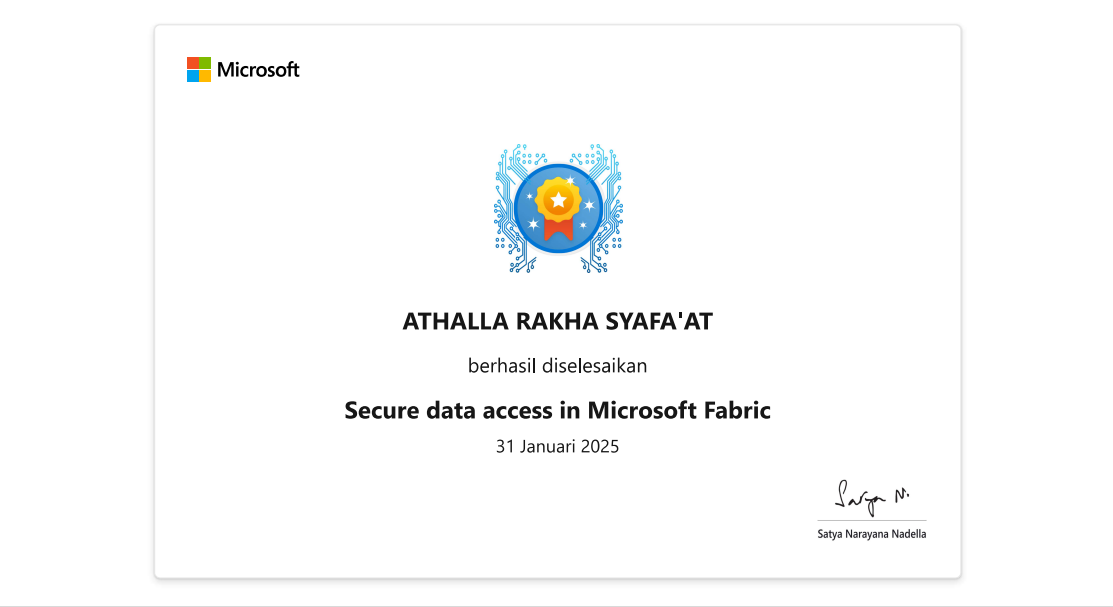 Microsoft
ATHALLA RAKHA SYAFA'AT
berhasil diselesaikan
Secure data access in Microsoft Fabric
31 Januari 2025
Satya N.
Satya Narayana Nadella